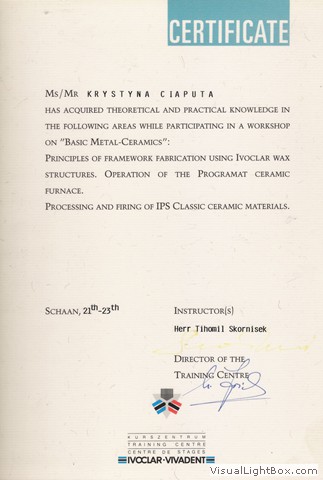 CERTIFICATE
Ms/Mr KRYSTYNA CIAPUTA
HAS ACQUIRED THEORETICAL AND PRACTICAL KNOWLEDGE IN
THE FOLLOWING AREAS WHILE PARTICIPATING IN A WORKSHOP
ON "BASIC METAL-CERAMICS":
PRINCIPLES OF FRAMEWORK FABRICATION USING IVOCLAR WAX
STRUCTURES. OPERATION OF THE PROGRAMAT CERAMIC
FURNACE.
PROCESSING AND FIRING OF IPS CLASSIC CERAMIC MATERIALS.
SCHAAN, 21th-23th
INSTRUCTOR(S)
Herr Tihomil Skornisek
DIRECTOR OF THE
TRAINING CENTRE
KURSZENTRUM
TRAINING CENTRE
CENTRE DE STAGES
IVOCLAR·VIVADENT
VisualLightBox.com